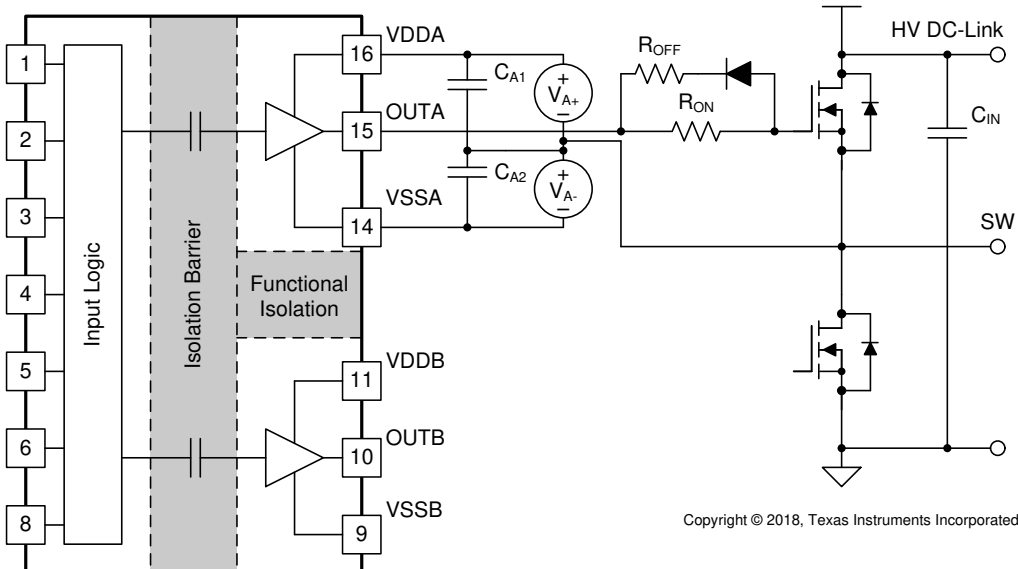 1
2
3
4
5
6
8
Input Logic
Isolation Barrier
Functional
Isolation
16
VDDA
15
OUTA
14
VSSA
11
VDDB
10
OUTB
9
VSSB
CA1
CA2
+
VA+
−
+
VA-
−
ROFF
RON
HV DC-Link
CIN
SW
Copyright © 2018, Texas Instruments Incorporated